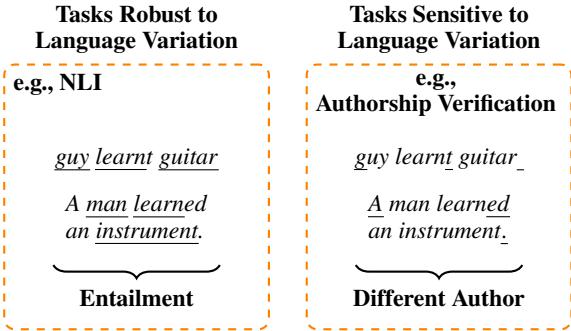 Tasks Robust to
Language Variation
e.g., NLI
guy learnt guitar
A man learned
an instrument.
Entailment
Tasks Sensitive to
Language Variation
e.g.,
Authorship Verification
guy learnt guitar
A man learned
an instrument.
Different Author